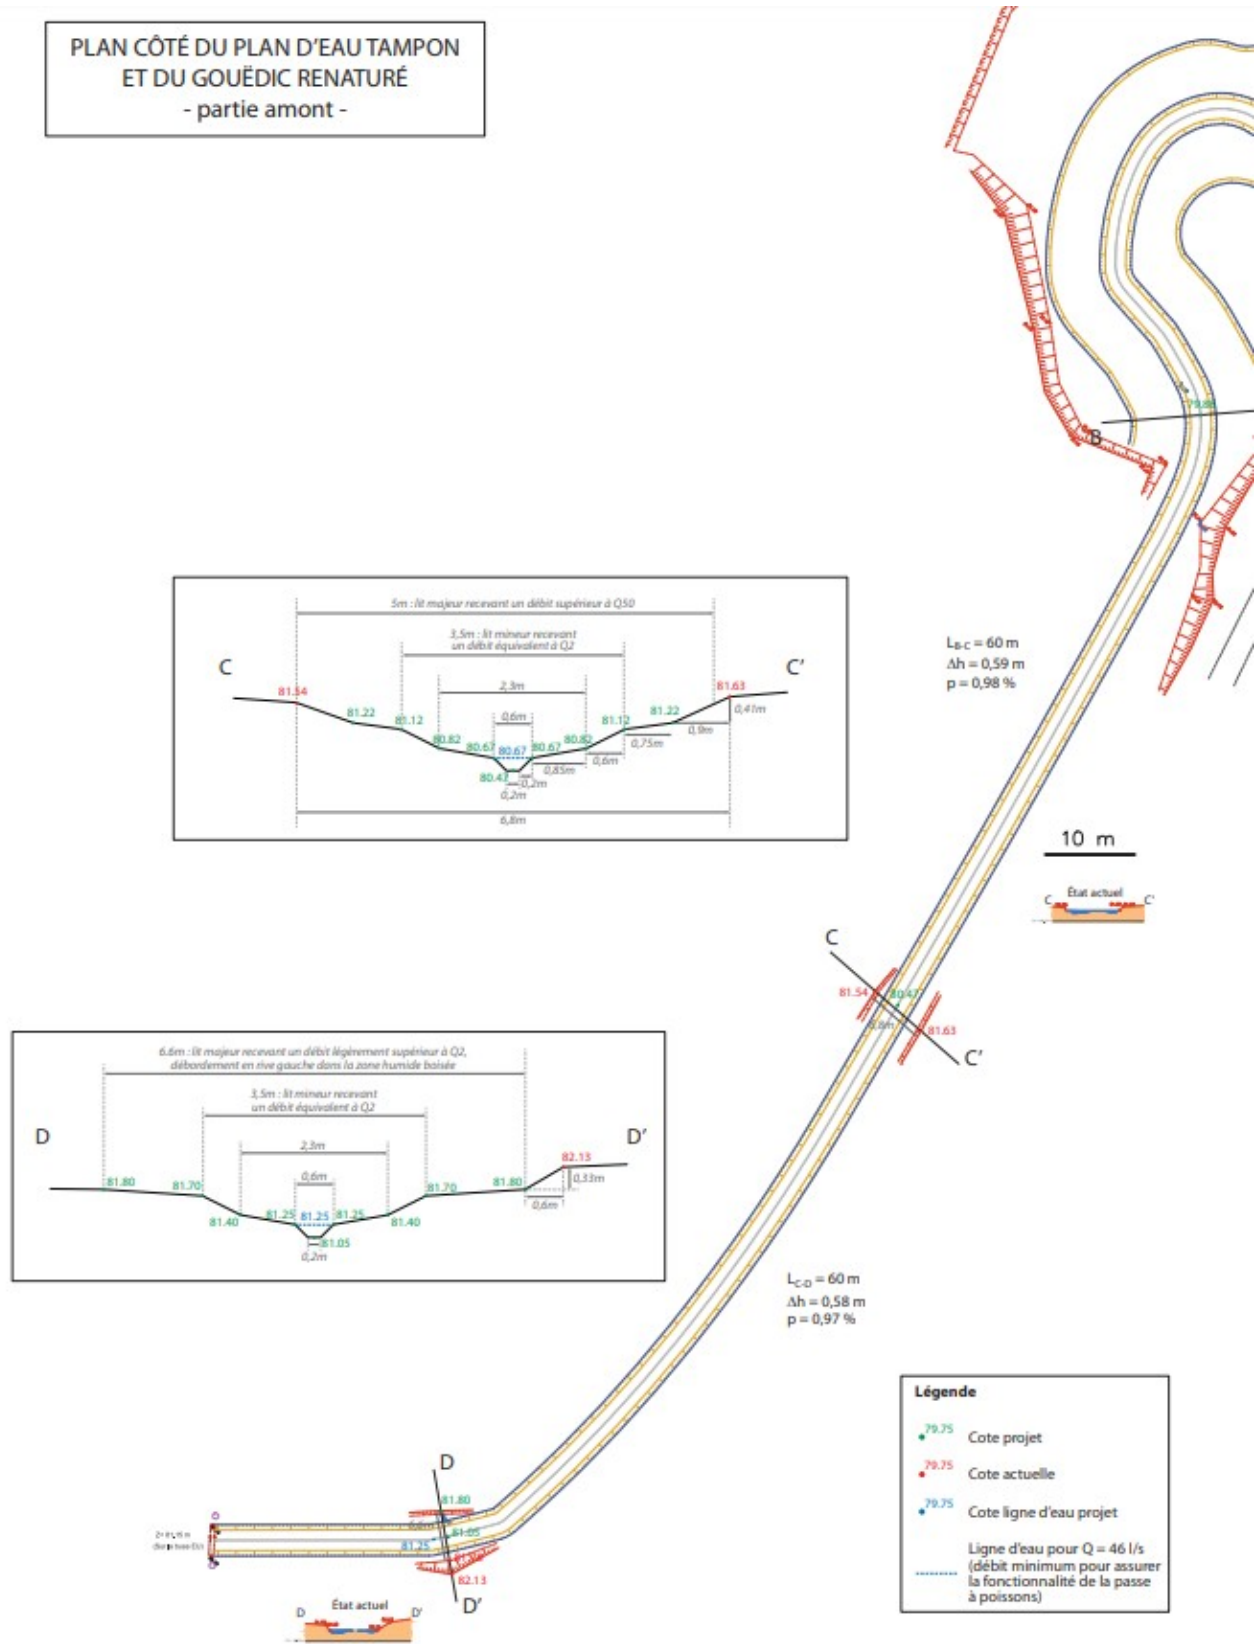 PLAN CÔTÉ DU PLAN D'EAU TAMPON
ET DU GOUËDIC RENATURÉ
- partie amont -
79.88
B
5m : lit majeur recevant un débit supérieur à Q50
3,5m : lit mineur recevant
un débit équivalent à Q2
C
C'
2,3m
81.54
81.63
81.22
81.12
0,6m
81.12
81.22
0,41m
80.82
80.67
80.67
80.67
80.82
0,75m
0,9m
0,6m
0,85m
80.47
0,2m
0,2m
6,8m
LB-C = 60 m
Δh = 0,59 m
p = 0,98 %
10 m
État actuel
C
C'
C
81.54
80.47
6,8m
81.63
C'
6.6m : lit majeur recevant un débit légèrement supérieur à Q2,
débordement en rive gauche dans la zone humide boisée
3,5m : lit mineur recevant
un débit équivalent à Q2
D
D'
2,3m
82.13
81.80
81.70
0,6m
81.70
81.80
0,33m
0,6m
81.40
81.25
81.25
81.25
81.40
81.05
0,2m
LC-D = 60 m
Δh = 0,58 m
p = 0,97 %
D
81.80
81.05
81.25
82.13
D'
État actuel
D
D'
Légende
79.75 Cote projet
79.75 Cote actuelle
79.75 Cote ligne d'eau projet
Ligne d'eau pour Q = 46 l/s
(débit minimum pour assurer
la fonctionnalité de la passe
à poissons)